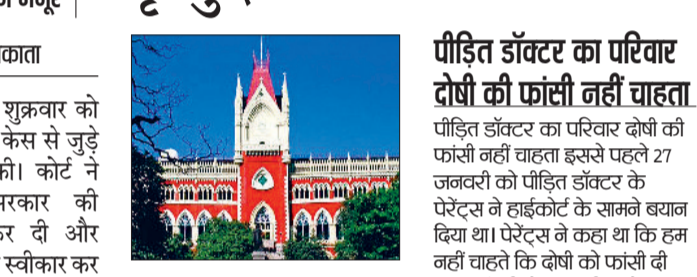 काता
शुक्रवार को
केस से जुड़े
की। कोर्ट ने
सरकार की
कर दी और
स्वीकार कर
पीड़ित डॉक्टर का परिवार
दोषी की फांसी नहीं चाहता
पीड़ित डॉक्टर का परिवार दोषी की
फांसी नहीं चाहता इससे पहले 27
जनवरी को पीड़ित डॉक्टर के
पेरेंट्स ने हाईकोर्ट के सामने बयान
दिया था। पेरेंट्स ने कहा था कि हम
नहीं चाहते कि दोषी को फांसी दी